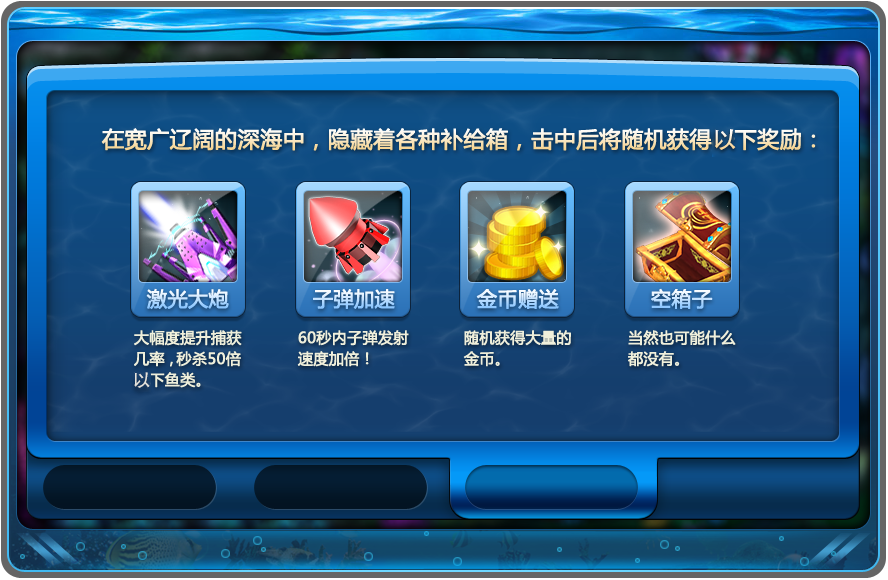 在宽广辽阔的深海中，隐藏着各种补给箱，击中后将随机获得以下奖励：
激光大炮
子弹加速
金币赠送
空箱子
大幅度提升捕获
几率，秒杀50倍
以下鱼类。
60秒内子弹发射
速度加倍！
随机获得大量的
金币。
当然也可能什么
都没有。